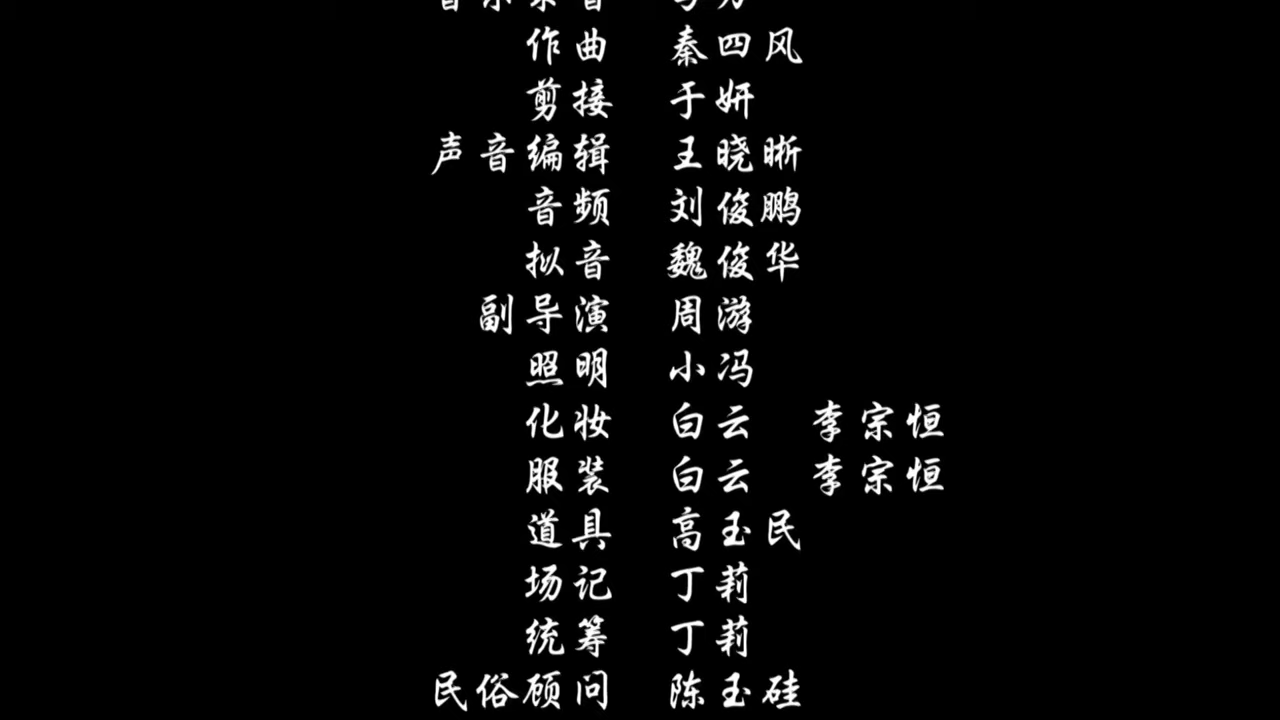 作曲 秦四风
剪接 于妍
声音编辑 王晓晰
音频 刘俊鹏
拟音 魏俊华
副导演 周游
照明 小冯
化妆 白云 李宗恒
服装 白云 李宗恒
道具 高玉民
场记 丁莉
统筹 丁莉
民俗顾问 陈玉硅